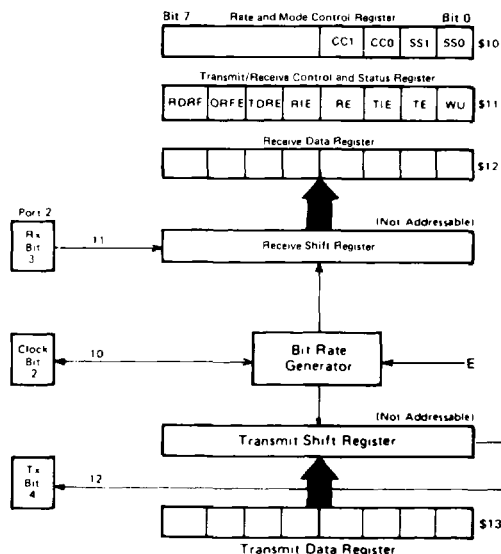 Bit 7 Rate and Mode Control Register Bit 0
CC1 CC0 SS1 SS0 $10
Transmit/Receive Control and Status Register
RDRF ORFE TDRE RIE RE TIE TE WU $11
Receive Data Register
$12
Port 2
(Not Addressable)
Rx
Bit
3
11
Receive Shift Register
Clock
Bit
2
10
Bit Rate
Generator
E
(Not Addressable)
Transmit Shift Register
Tx
Bit
4
12
$13
Transmit Data Register